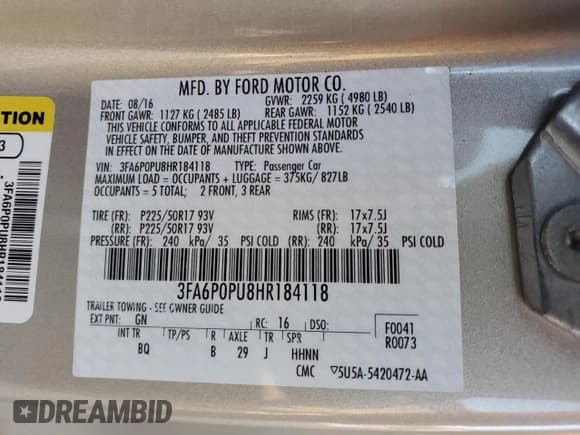 MFD. BY FORD MOTOR CO.
DATE: 08/16 GVWR: 2259 KG ( 4980 LB)
FRONT GAWR: 1127 KG ( 2485 LB) REAR GAWR: 1152 KG ( 2540 LB)
THIS VEHICLE CONFORMS TO ALL APPLICABLE FEDERAL MOTOR
VEHICLE SAFETY, BUMPER, AND THEFT PREVENTION STANDARDS
IN EFFECT ON THE DATE OF MANUFACTURE SHOWN ABOVE.
VIN: 3FA6P0PU8HR184118 TYPE: Passenger Car
MAXIMUM LOAD = OCCUPANTS + LUGGAGE = 375KG/ 827LB
OCCUPANTS = 5 TOTAL; 2 FRONT, 3 REAR
TIRE (FR): P225/50R17 93V RIMS (FR): 17x7.5J
(RR): P225/50R17 93V (RR): 17x7.5J
PRESSURE (FR): 240 kPa/ 35 PSI COLD (RR): 240 kPa/ 35 PSI COLD
3FA6P0PU8HR184118
TRAILER TOWING - SEE OWNER GUIDE
EXT PNT: GN RC: 16 DSO:
INT TR TP/PS R AXLE TR SPR
BQ B 29 J HHNN
F0041
R0073
CMC ▽5U5A-5420472-AA
3
DREAMBID